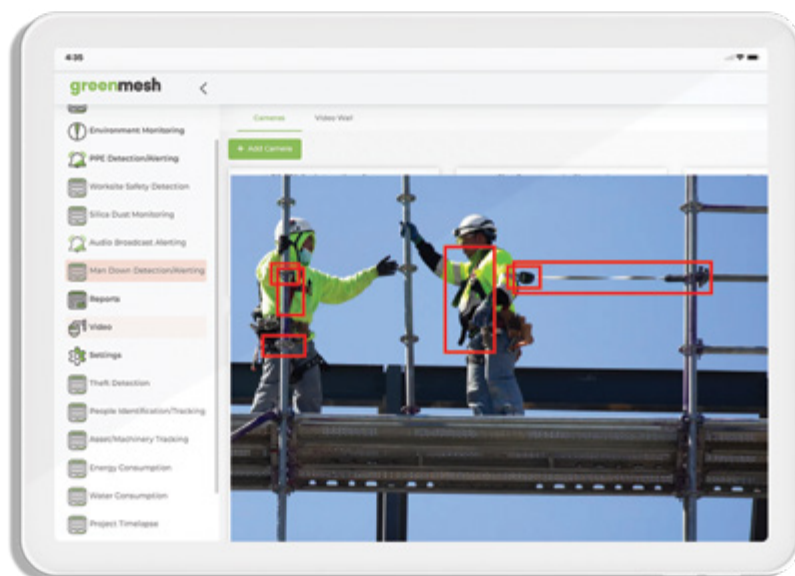 4:35
greenmesh
Cameras
Video Wall
+ Add Camera
Environment Monitoring
PPE Detection/Alerting
Worksite Safety Detection
Silica Dust Monitoring
Audio Broadcast Alerting
Man Down Detection/Alerting
Reports
Video
Settings
Theft Detection
People Identification/Tracking
Asset/Machinery Tracking
Energy Consumption
Water Consumption
Project Timelapse